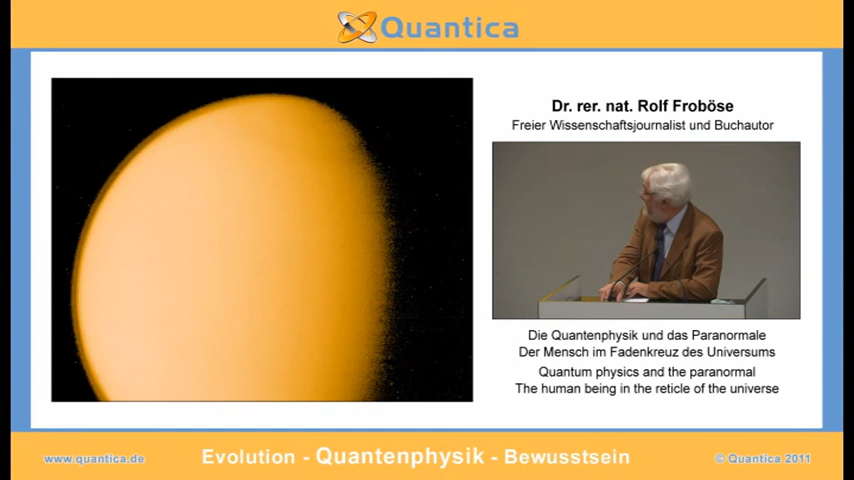 Quantica
Dr. rer. nat. Rolf Froböse
Freier Wissenschaftsjournalist und Buchautor
Die Quantenphysik und das Paranormale
Der Mensch im Fadenkreuz des Universums
Quantum physics and the paranormal
The human being in the reticle of the universe
www.quantica.de
Evolution - Quantenphysik - Bewusstsein
© Quantica 2011